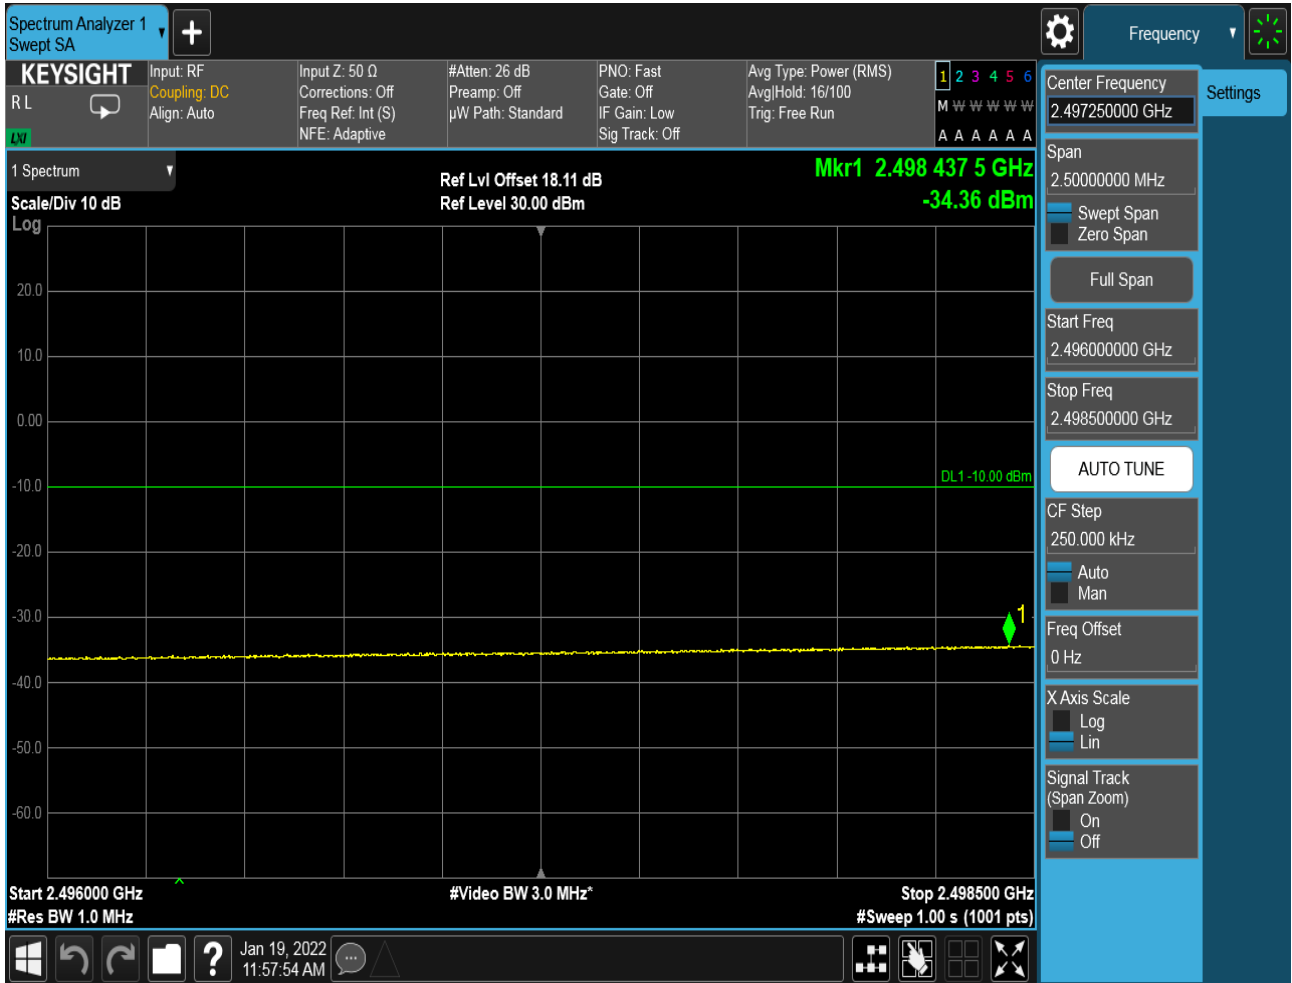 Spectrum Analyzer 1
Swept SA
Frequency
KEYSIGHT
R L
LXI
Input: RF
Coupling: DC
Align: Auto
Input Z: 50 Ω
Corrections: Off
Freq Ref: Int (S)
NFE: Adaptive
#Atten: 26 dB
Preamp: Off
µW Path: Standard
PNO: Fast
Gate: Off
IF Gain: Low
Sig Track: Off
Avg Type: Power (RMS)
Avg|Hold: 16/100
Trig: Free Run
1 2 3 4 5 6
M W W W W W
A A A A A A
1 Spectrum
Scale/Div 10 dB
Log
Ref Lvl Offset 18.11 dB
Ref Level 30.00 dBm
Mkr1 2.498 437 5 GHz
-34.36 dBm
20.0
10.0
0.00
-10.0
-20.0
-30.0
-40.0
-50.0
-60.0
DL1 -10.00 dBm
1
Start 2.496000 GHz
#Res BW 1.0 MHz
#Video BW 3.0 MHz*
Stop 2.498500 GHz
#Sweep 1.00 s (1001 pts)
Jan 19, 2022
11:57:54 AM
Center Frequency
2.497250000 GHz
Settings
Span
2.50000000 MHz
Swept Span
Zero Span
Full Span
Start Freq
2.496000000 GHz
Stop Freq
2.498500000 GHz
AUTO TUNE
CF Step
250.000 kHz
Auto
Man
Freq Offset
0 Hz
X Axis Scale
Log
Lin
Signal Track
(Span Zoom)
On
Off